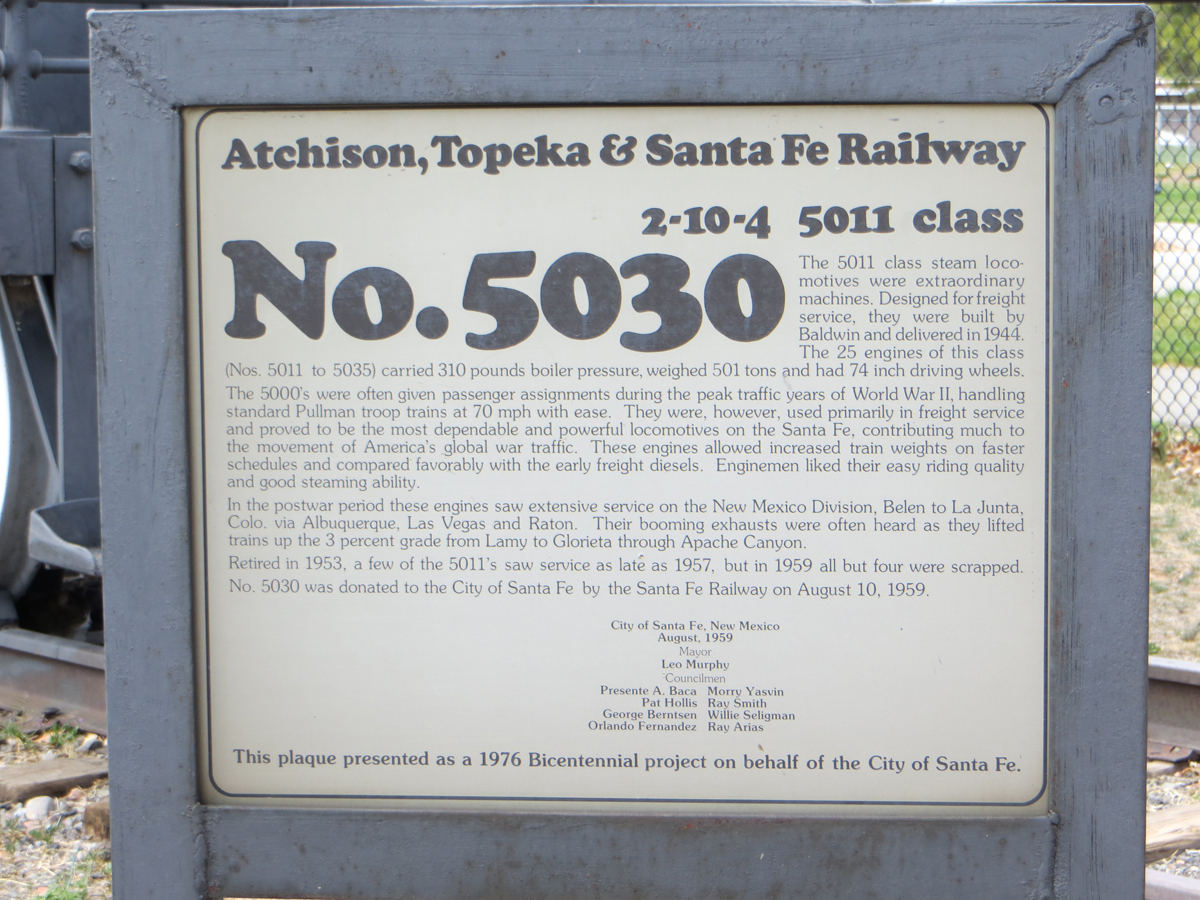 Atchison, Topeka & Santa Fe Railway
2-10-4 5011 class
No. 5030
The 5011 class steam loco-
motives were extraordinary
machines. Designed for freight
service, they were built by
Baldwin and delivered in 1944.
The 25 engines of this class
(Nos. 5011 to 5035) carried 310 pounds boiler pressure, weighed 501 tons and had 74 inch driving wheels.
The 5000's were often given passenger assignments during the peak traffic years of World War II, handling
standard Pullman troop trains at 70 mph with ease. They were, however, used primarily in freight service
and proved to be the most dependable and powerful locomotives on the Santa Fe, contributing much to
the movement of America's global war traffic. These engines allowed increased train weights on faster
schedules and compared favorably with the early freight diesels. Enginemen liked their easy riding quality
and good steaming ability.
In the postwar period these engines saw extensive service on the New Mexico Division, Belen to La Junta,
Colo. via Albuquerque, Las Vegas and Raton. Their booming exhausts were often heard as they lifted
trains up the 3 percent grade from Lamy to Glorieta through Apache Canyon.
Retired in 1953, a few of the 5011's saw service as late as 1957, but in 1959 all but four were scrapped.
No. 5030 was donated to the City of Santa Fe by the Santa Fe Railway on August 10, 1959.
City of Santa Fe, New Mexico
August, 1959
Mayor
Leo Murphy
Councilmen
Presente A. Baca Morry Yasvin
Pat Hollis Ray Smith
George Berntsen Willie Seligman
Orlando Fernandez Ray Arias
This plaque presented as a 1976 Bicentennial project on behalf of the City of Santa Fe.